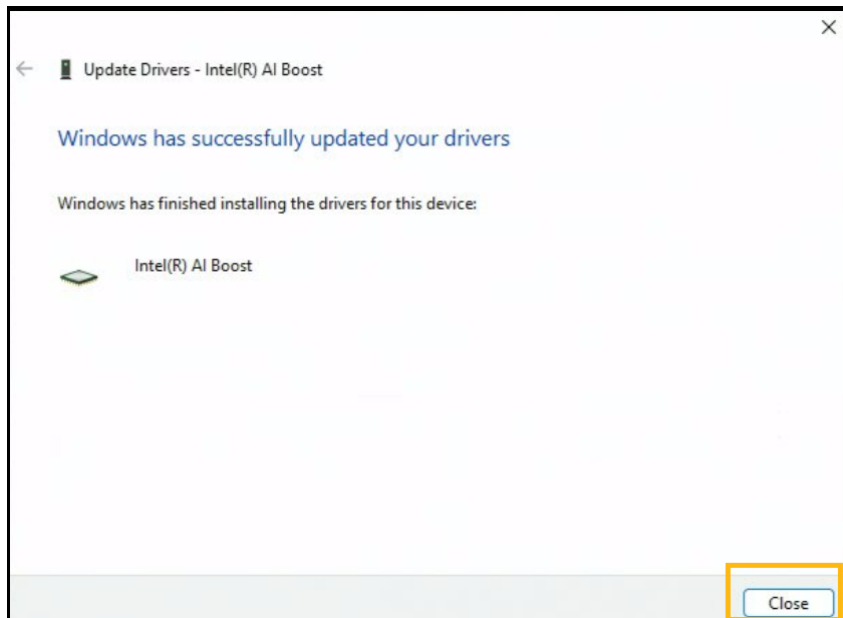 Update Drivers - Intel(R) AI Boost
Windows has successfully updated your drivers
Windows has finished installing the drivers for this device:
Intel(R) AI Boost
Close